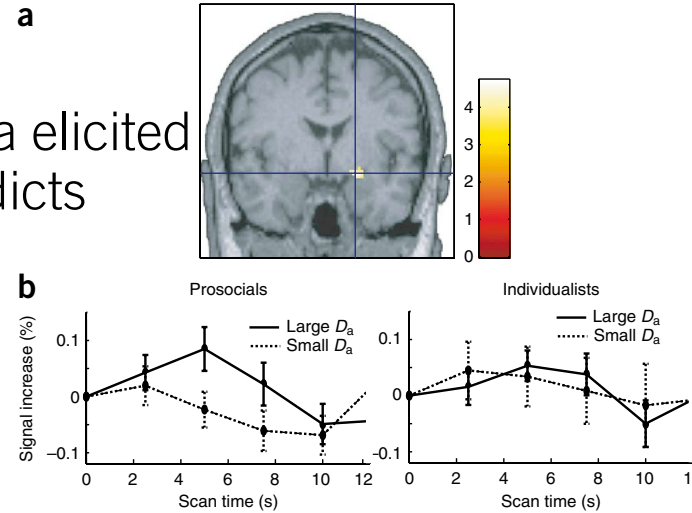 a
a elicited
dicts
4
3
2
1
0
b
Prosocials
Individualists
Signal increase (%)
0.1
0
–0.1
Large Da
Small Da
0 2 4 6 8 10 12
Scan time (s)
0.1
0
–0.1
Large Da
Small Da
0 2 4 6 8 10 1
Scan time (s)